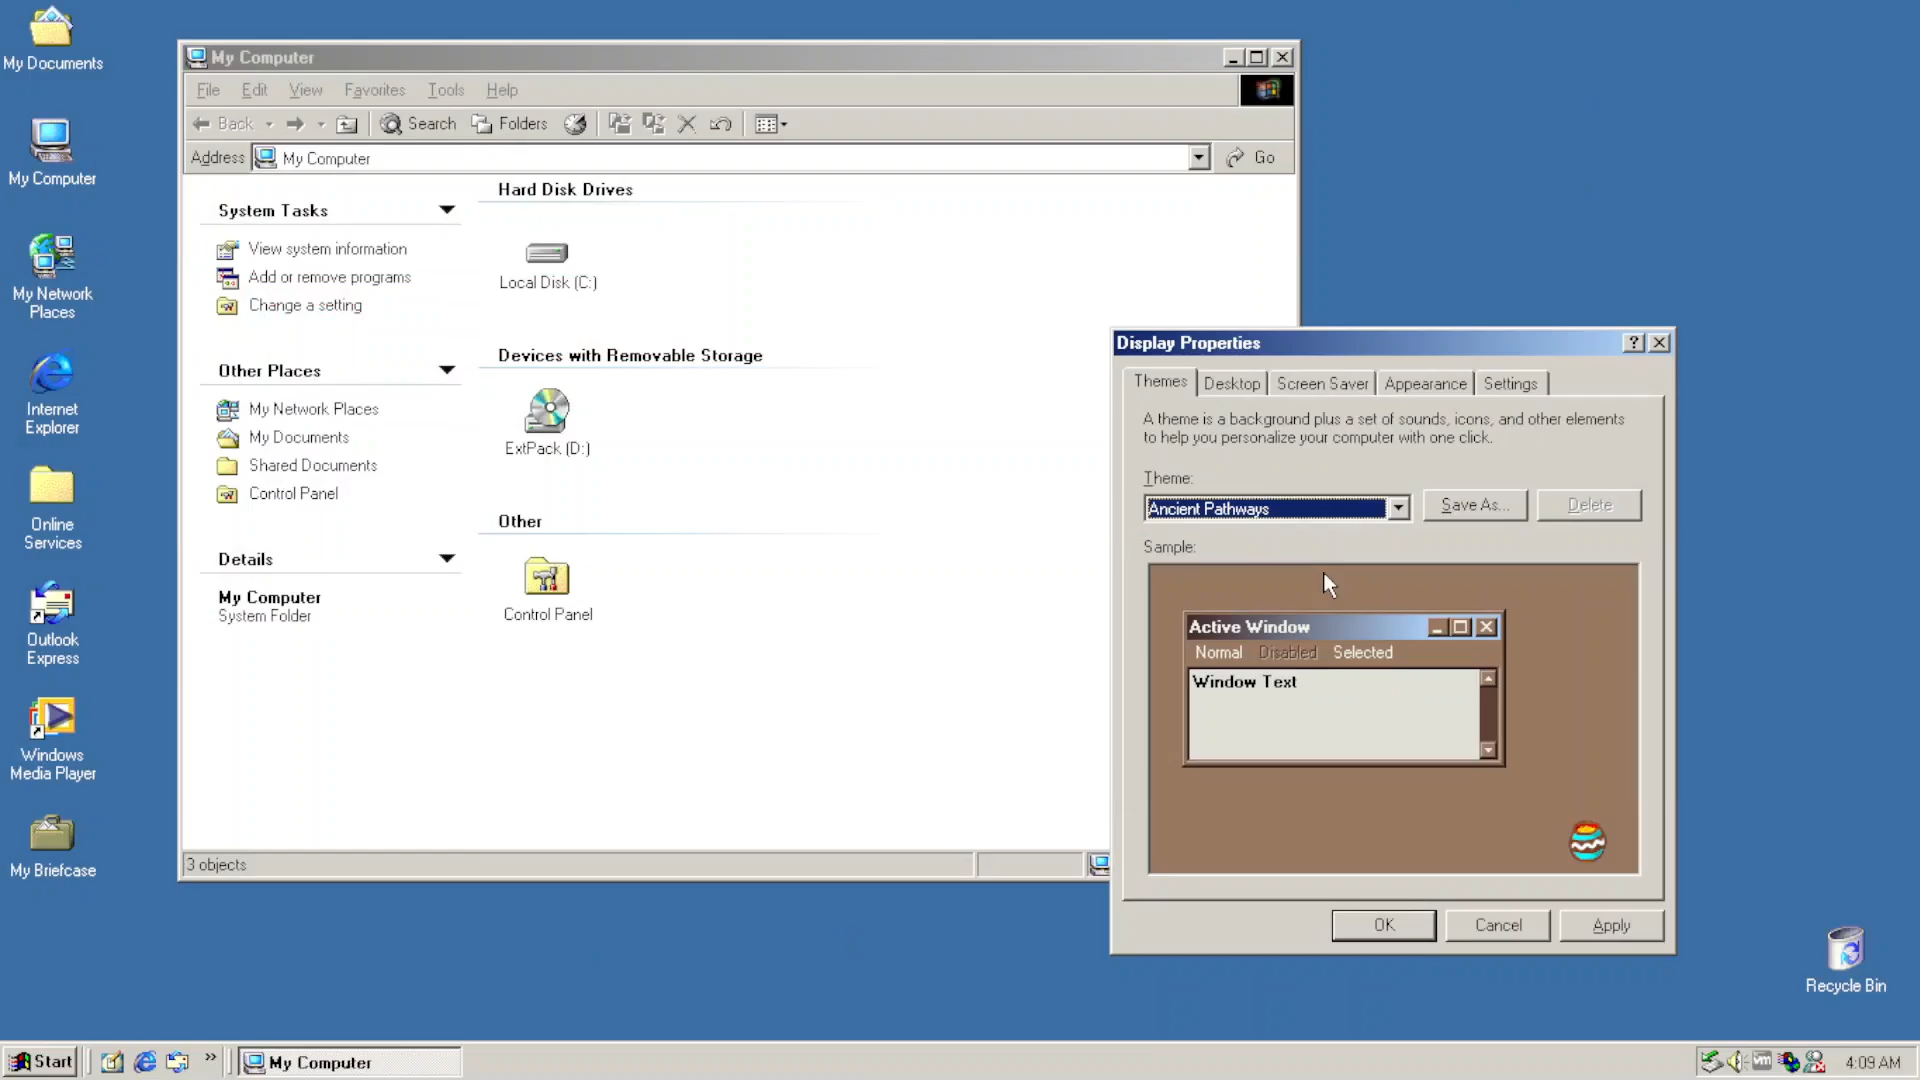 My Documents
My Computer
My Network
Places
Internet
Explorer
Online
Services
Outlook
Express
Windows
Media Player
My Briefcase
My Computer
File Edit View Favorites Tools Help
Back Search Folders
Address My Computer Go
System Tasks
View system information
Add or remove programs
Change a setting
Other Places
My Network Places
My Documents
Shared Documents
Control Panel
Details
My Computer
System Folder
Hard Disk Drives
Local Disk (C:)
Devices with Removable Storage
ExtPack (D:)
Other
Control Panel
3 objects
Display Properties
Themes Desktop Screen Saver Appearance Settings
A theme is a background plus a set of sounds, icons, and other elements
to help you personalize your computer with one click.
Theme:
Ancient Pathways Save As... Delete
Sample:
Active Window
Normal Disabled Selected
Window Text
OK Cancel Apply
Recycle Bin
Start » My Computer vm 4:09 AM